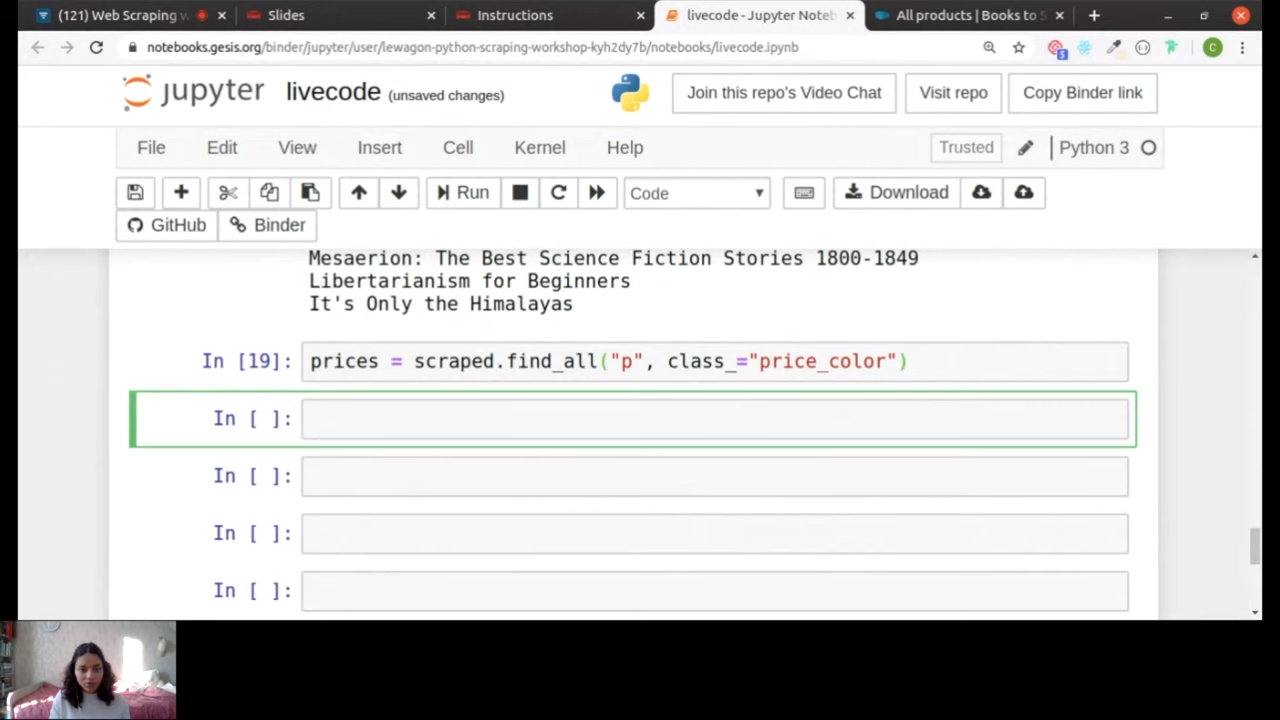 (121) Web Scraping w
Slides
Instructions
livecode - Jupyter Noteb
All products | Books to S
notebooks.gesis.org/binder/jupyter/user/lewagon-python-scraping-workshop-kyh2dy7b/notebooks/livecode.ipynb
5
C
jupyter livecode (unsaved changes)
Join this repo's Video Chat
Visit repo
Copy Binder link
File Edit View Insert Cell Kernel Help
Trusted
Python 3
Run
Code
Download
GitHub
Binder
Mesaerion: The Best Science Fiction Stories 1800-1849
Libertarianism for Beginners
It's Only the Himalayas
In [19]: prices = scraped.find_all("p", class_="price_color")
In [ ]:
In [ ]:
In [ ]:
In [ ]: